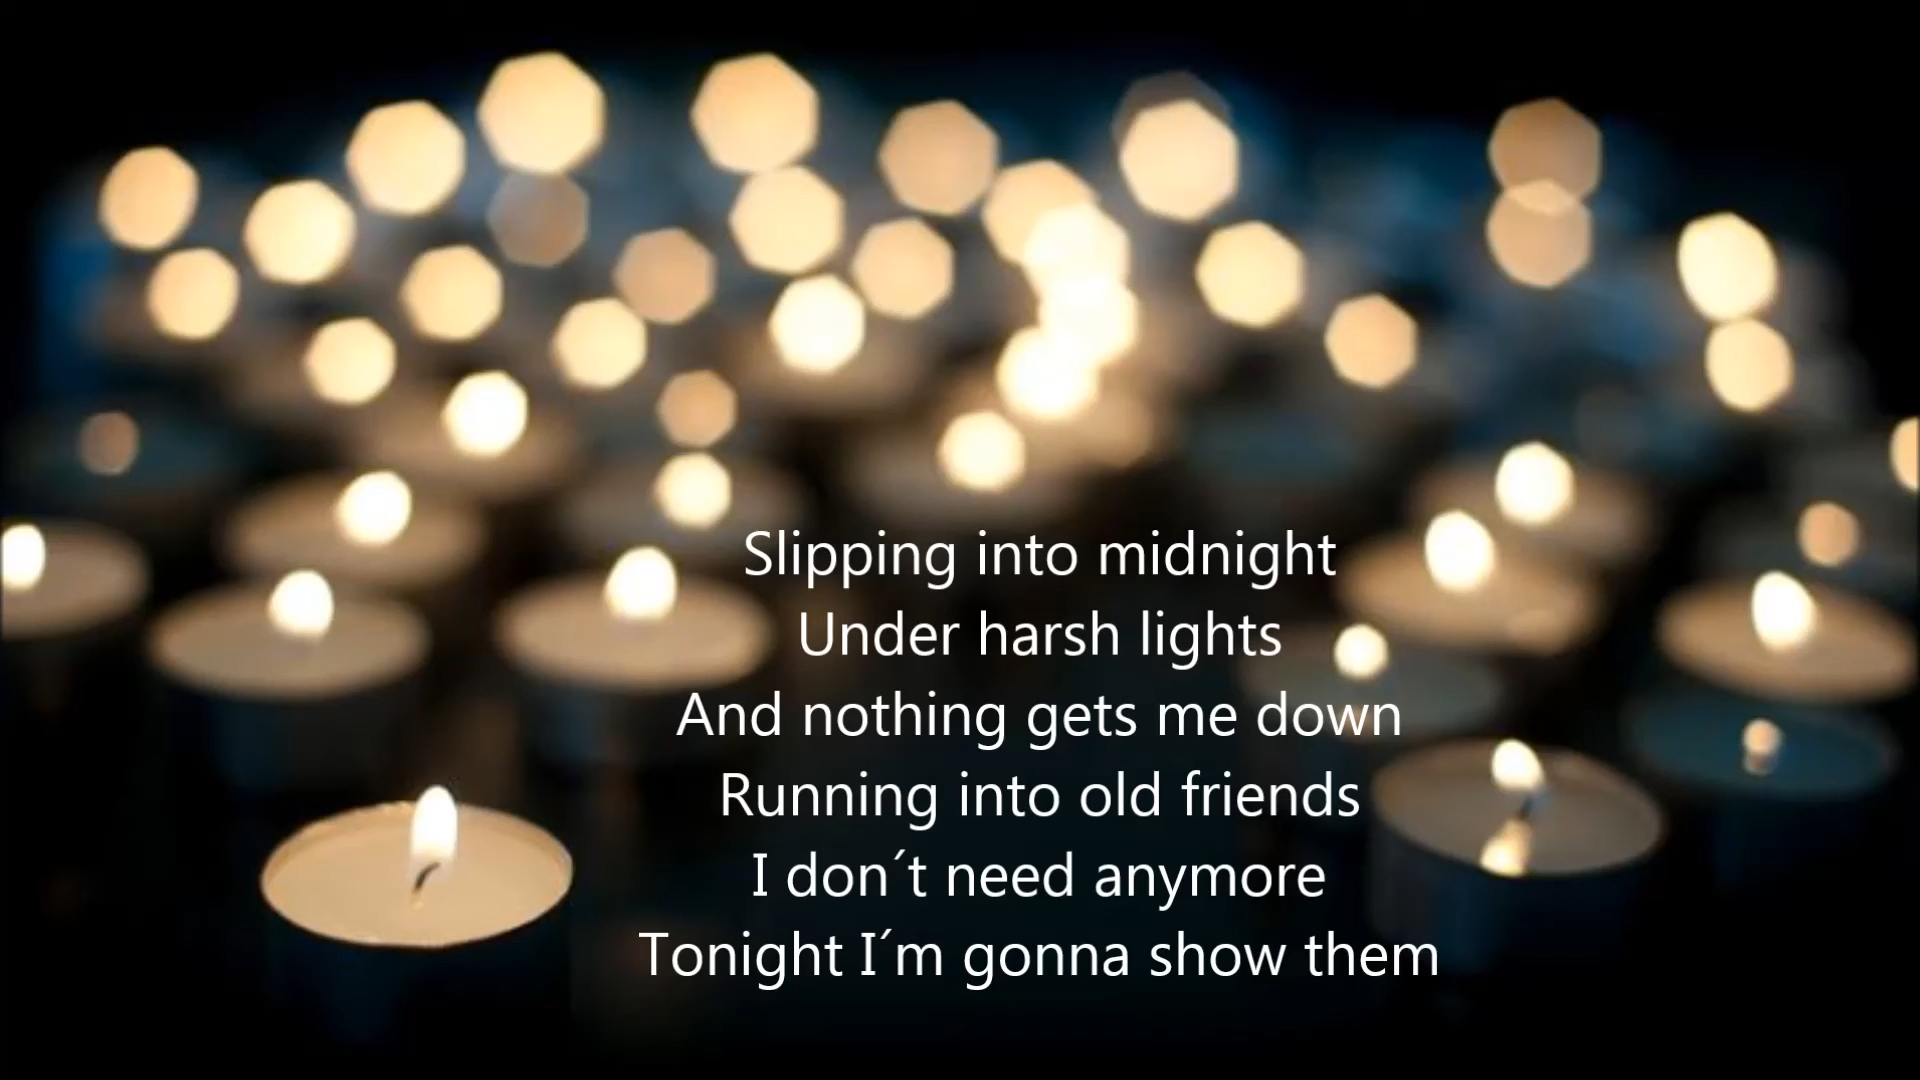 Slipping into midnight
Under harsh lights
And nothing gets me down
Running into old friends
I don´t need anymore
Tonight I´m gonna show them